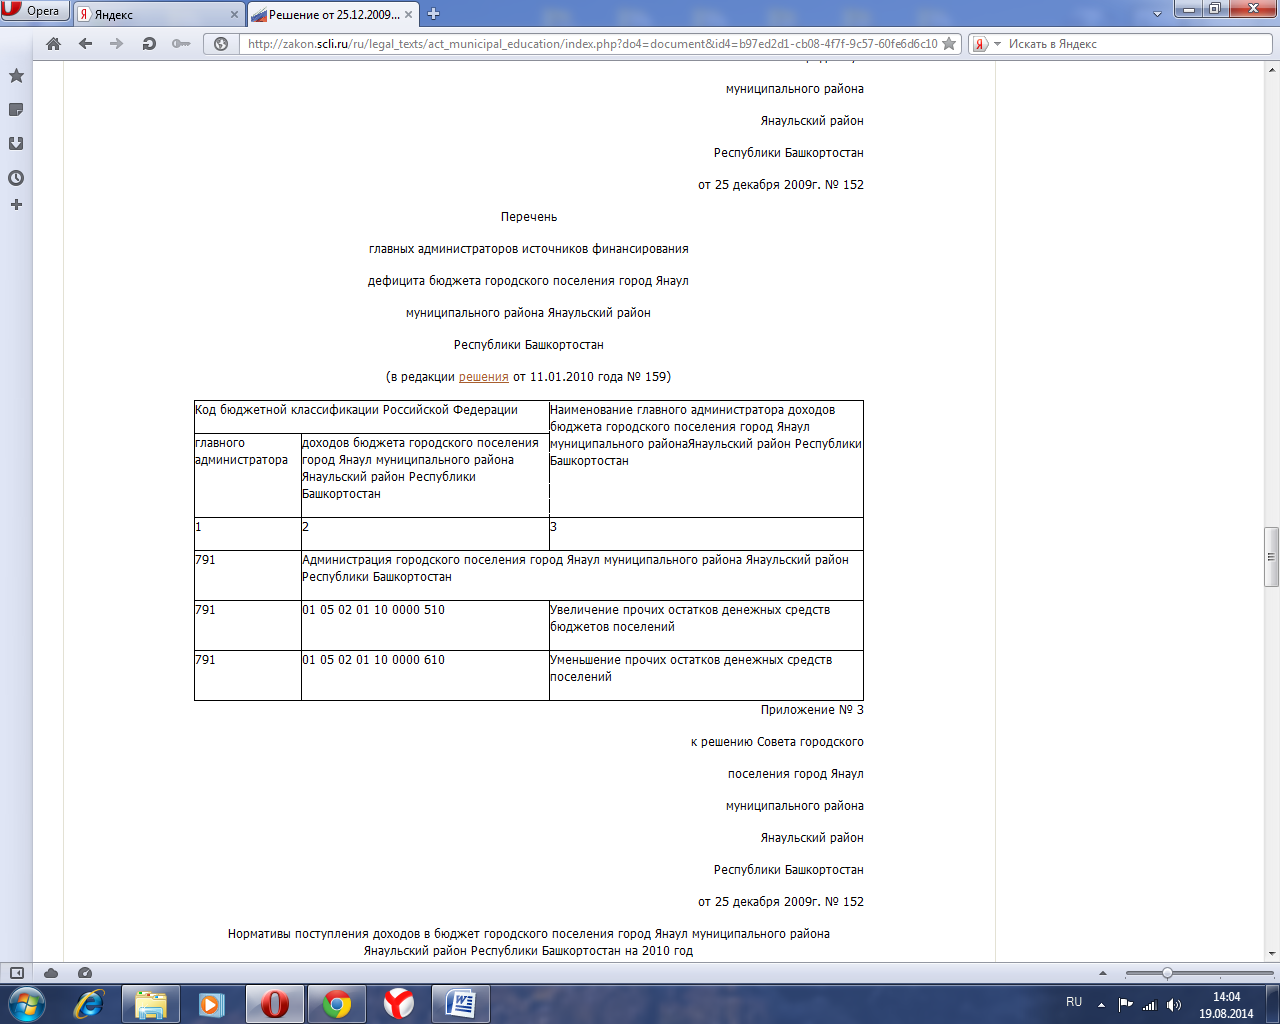 Opera
Яндекс
Решение от 25.12.2009...
http://zakon.scli.ru/ru/legal_texts/act_municipal_education/index.php?do4=document&id4=b97ed2d1-cb08-4f7f-9c57-60fe6d6c10
Искать в Яндекс
муниципального района
Янаульский район
Республики Башкортостан
от 25 декабря 2009г. № 152
Перечень
главных администраторов источников финансирования
дефицита бюджета городского поселения город Янаул
муниципального района Янаульский район
Республики Башкортостан
(в редакции решения от 11.01.2010 года № 159)
Код бюджетной классификации Российской Федерации
Наименование главного администратора доходов
бюджета городского поселения город Янаул
муниципального районаЯнаульский район Республики
Башкортостан
главного
администратора
доходов бюджета городского поселения
город Янаул муниципального района
Янаульский район Республики
Башкортостан
1
2
3
791
Администрация городского поселения город Янаул муниципального района Янаульский район
Республики Башкортостан
791
01 05 02 01 10 0000 510
Увеличение прочих остатков денежных средств
бюджетов поселений
791
01 05 02 01 10 0000 610
Уменьшение прочих остатков денежных средств
поселений
Приложение № 3
к решению Совета городского
поселения город Янаул
муниципального района
Янаульский район
Республики Башкортостан
от 25 декабря 2009г. № 152
Нормативы поступления доходов в бюджет городского поселения город Янаул муниципального района
Янаульский район Республики Башкортостан на 2010 год
RU
14:04
19.08.2014